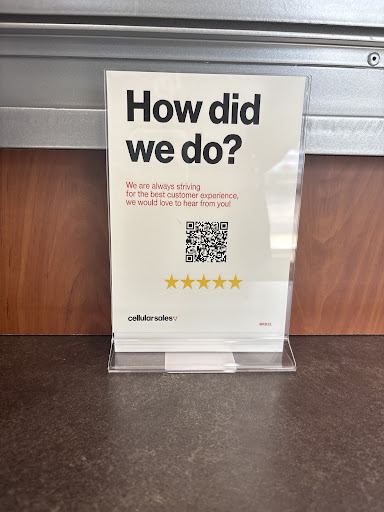 How did
we do?
We are always striving
for the best customer experience,
we would love to hear from you!
cellularsales